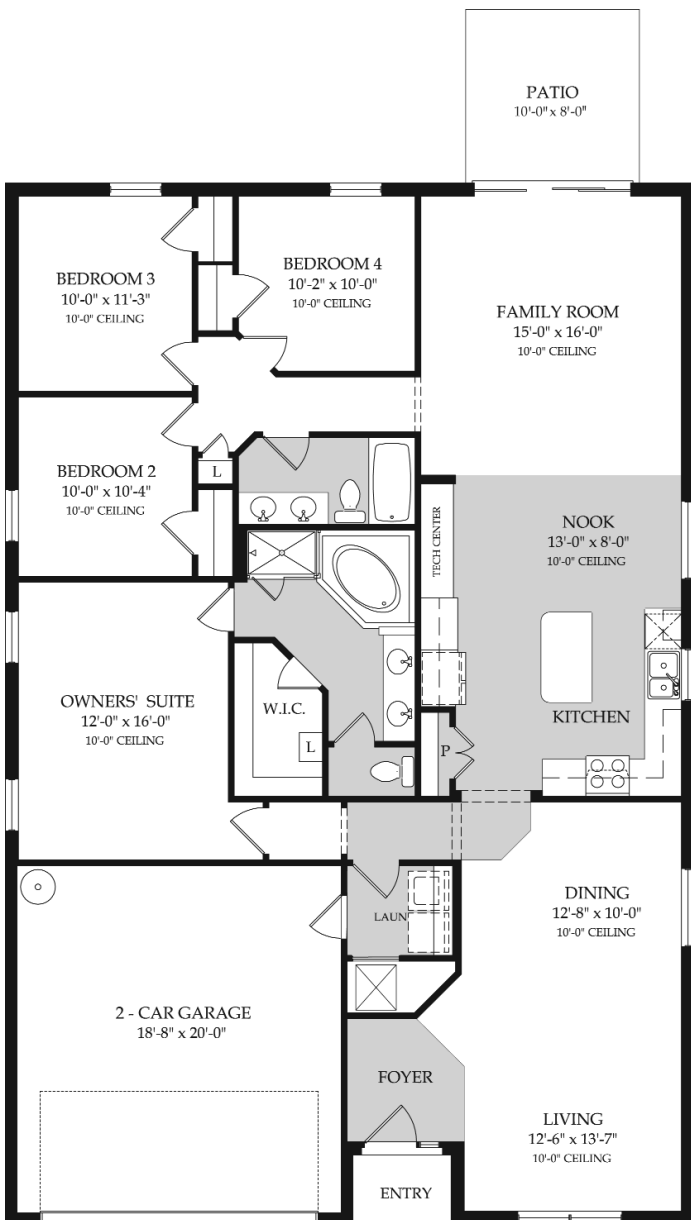 PATIO
10'-0" x 8'-0"
BEDROOM 3
10'-0" x 11'-3"
10'-0" CEILING
BEDROOM 4
10'-2" x 10'-0"
10'-0" CEILING
FAMILY ROOM
15'-0" x 16'-0"
10'-0" CEILING
BEDROOM 2
10'-0" x 10'-4"
10'-0" CEILING
L
TECH CENTER
NOOK
13'-0" x 8'-0"
10'-0" CEILING
OWNERS' SUITE
12'-0" x 16'-0"
10'-0" CEILING
W.I.C.
L
KITCHEN
P
DINING
12'-8" x 10'-0"
10'-0" CEILING
LAUN
2 - CAR GARAGE
18'-8" x 20'-0"
FOYER
LIVING
12'-6" x 13'-7"
10'-0" CEILING
ENTRY